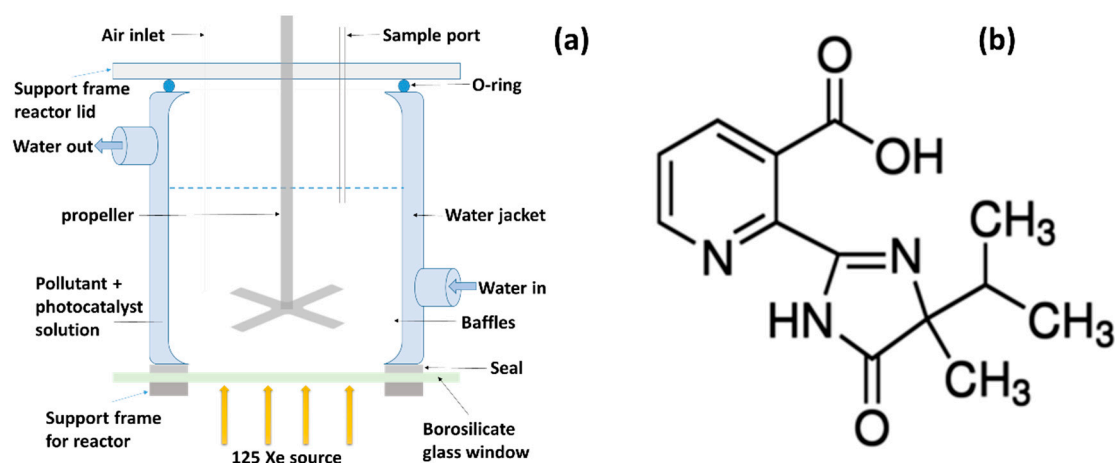 Air inlet
Sample port
(a)
Support frame
reactor lid
O-ring
Water out
propeller
Water jacket
Pollutant +
photocatalyst
solution
Water in
Baffles
Seal
Support frame
for reactor
Borosilicate
glass window
125 Xe source
(b)
O
OH
N
N
CH3
CH3
HN
CH3
O